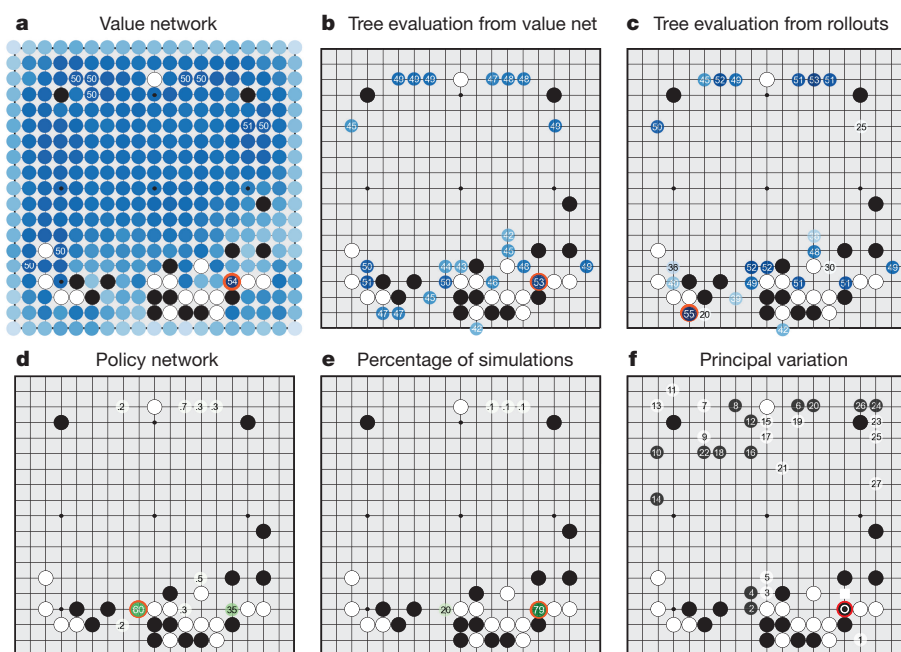 a Value network
b Tree evaluation from value net
c Tree evaluation from rollouts
50 50 50 50
50
51 50
50
50
54
49 49 49 47 48 48
45 49
42
45
50 44 43 48 49
51 50 46 53
45
47 47
42
45 52 49 51 53 51
50 25
48
36 52 52 30 49
49 51 51
55 20
42
d Policy network
e Percentage of simulations
f Principal variation
.2 .7 .3 .3
.5
60 .3 35
.2
.1 .1 .1
20 79
11
13 7 8 6 20 26 24
12 15 19 23
9 17 25
10 22 18 16
21
27
14
5
4 3
2
1